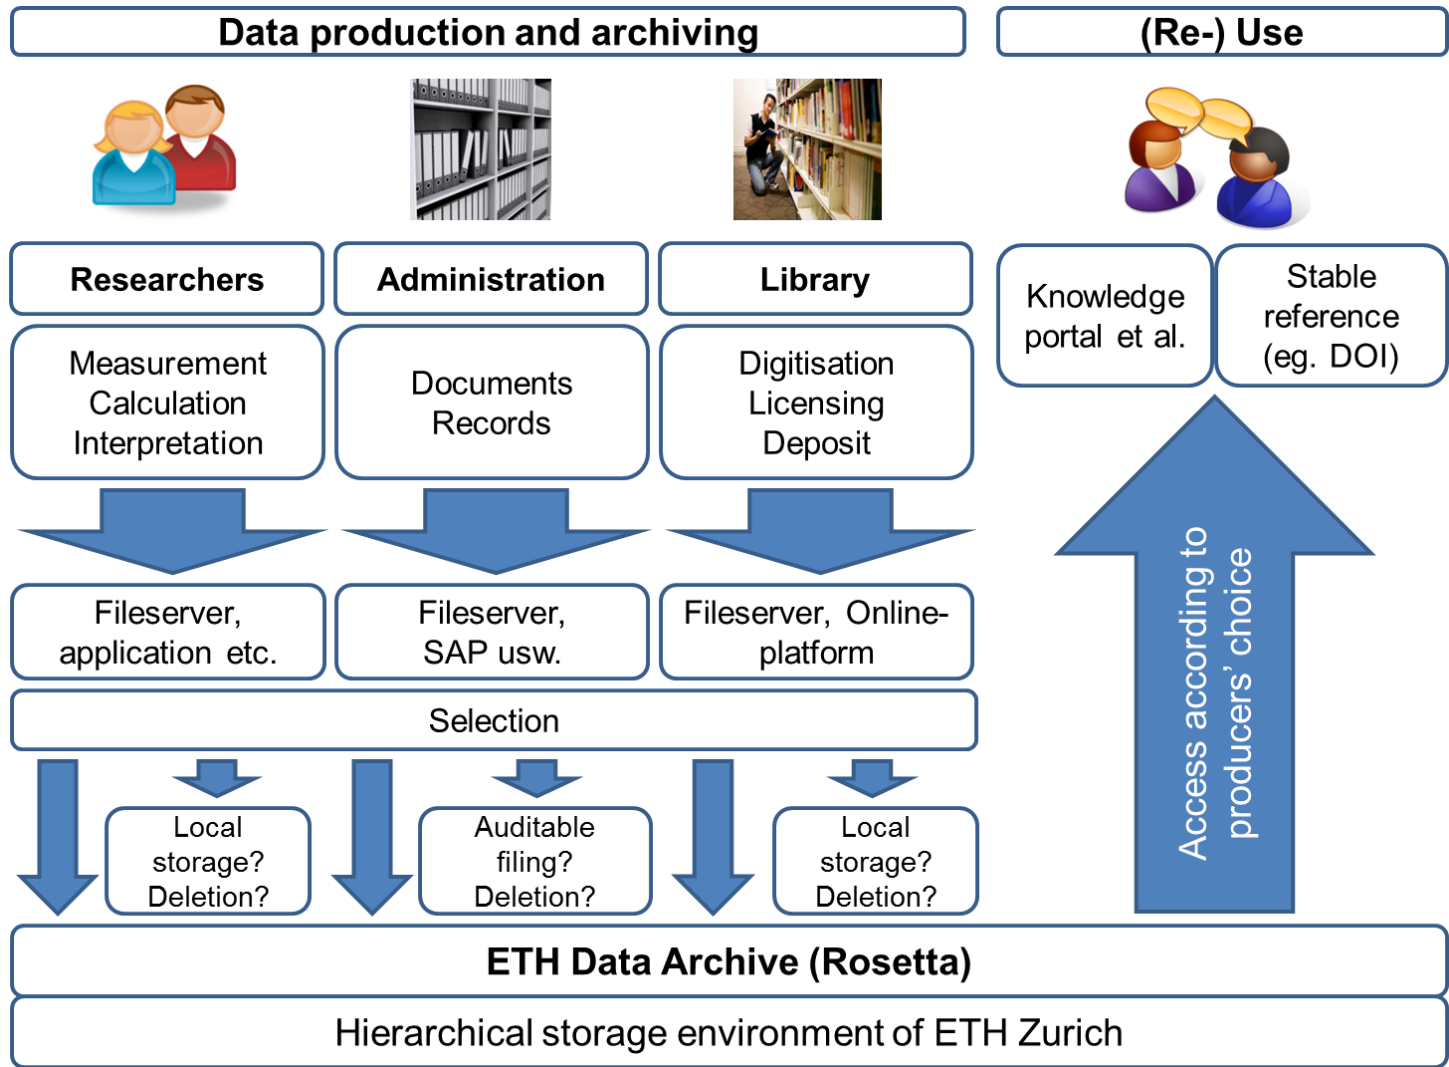 Data production and archiving
(Re-) Use
Researchers
Administration
Library
Knowledge
portal et al.
Stable
reference
(eg. DOI)
Measurement
Calculation
Interpretation
Documents
Records
Digitisation
Licensing
Deposit
Fileserver,
application etc.
Fileserver,
SAP usw.
Fileserver, Online-
platform
Selection
Local
storage?
Deletion?
Auditable
filing?
Deletion?
Local
storage?
Deletion?
Access according to
producers’ choice
ETH Data Archive (Rosetta)
Hierarchical storage environment of ETH Zurich